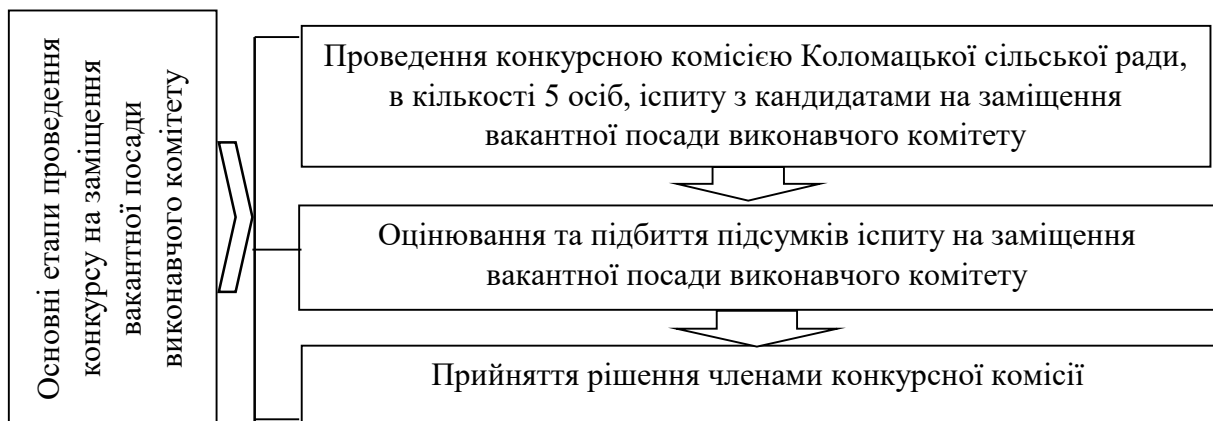 Основні етапи проведення
конкурсу на заміщення
вакантної посади
виконавчого комітету
Проведення конкурсною комісією Коломацької сільської ради,
в кількості 5 осіб, іспиту з кандидатами на заміщення
вакантної посади виконавчого комітету
Оцінювання та підбиття підсумків іспиту на заміщення
вакантної посади виконавчого комітету
Прийняття рішення членами конкурсної комісії